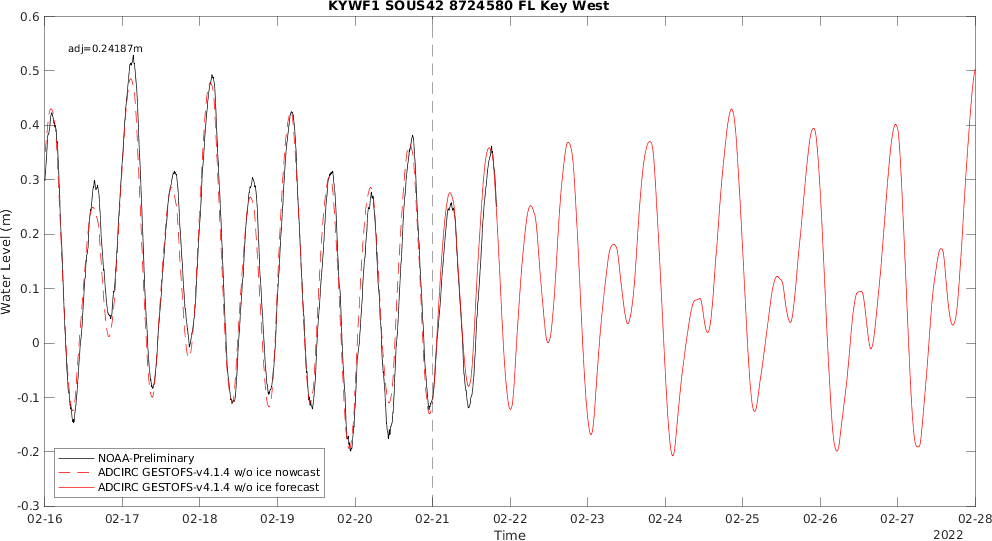 KYWF1 SOUS42 8724580 FL Key West
0.6
adj=0.24187m
0.5
0.4
0.3
0.2
0.1
0
-0.1
-0.2
-0.3
Water Level (m)
NOAA-Preliminary
ADCIRC GESTOFS-v4.1.4 w/o ice nowcast
ADCIRC GESTOFS-v4.1.4 w/o ice forecast
02-16 02-17 02-18 02-19 02-20 02-21 02-22 02-23 02-24 02-25 02-26 02-27 02-28
Time
2022